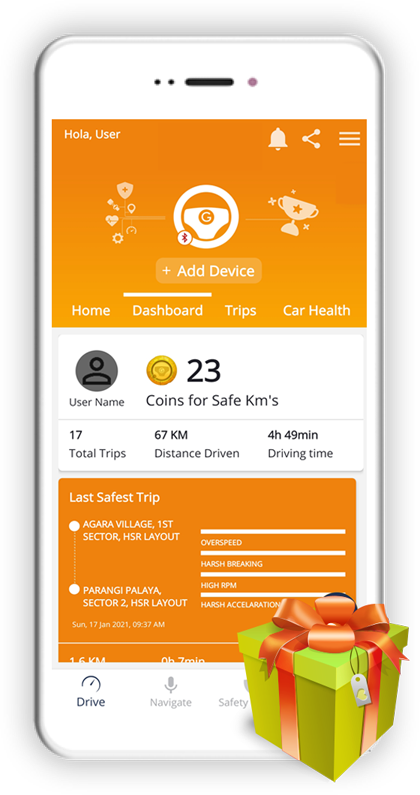 Hola, User
G
+ Add Device
Home Dashboard Trips Car Health
23
User Name Coins for Safe Km's
17 67 KM 4h 49min
Total Trips Distance Driven Driving time
Last Safest Trip
AGARA VILLAGE, 1ST
SECTOR, HSR LAYOUT
OVERSPEED
HARSH BREAKING
HIGH RPM
PARANGI PALAYA,
SECTOR 2, HSR LAYOUT
HARSH ACCELARATION
Sun, 17 Jan 2021, 09:37 AM
1.6 KM 0h 7min
Drive Navigate Safety